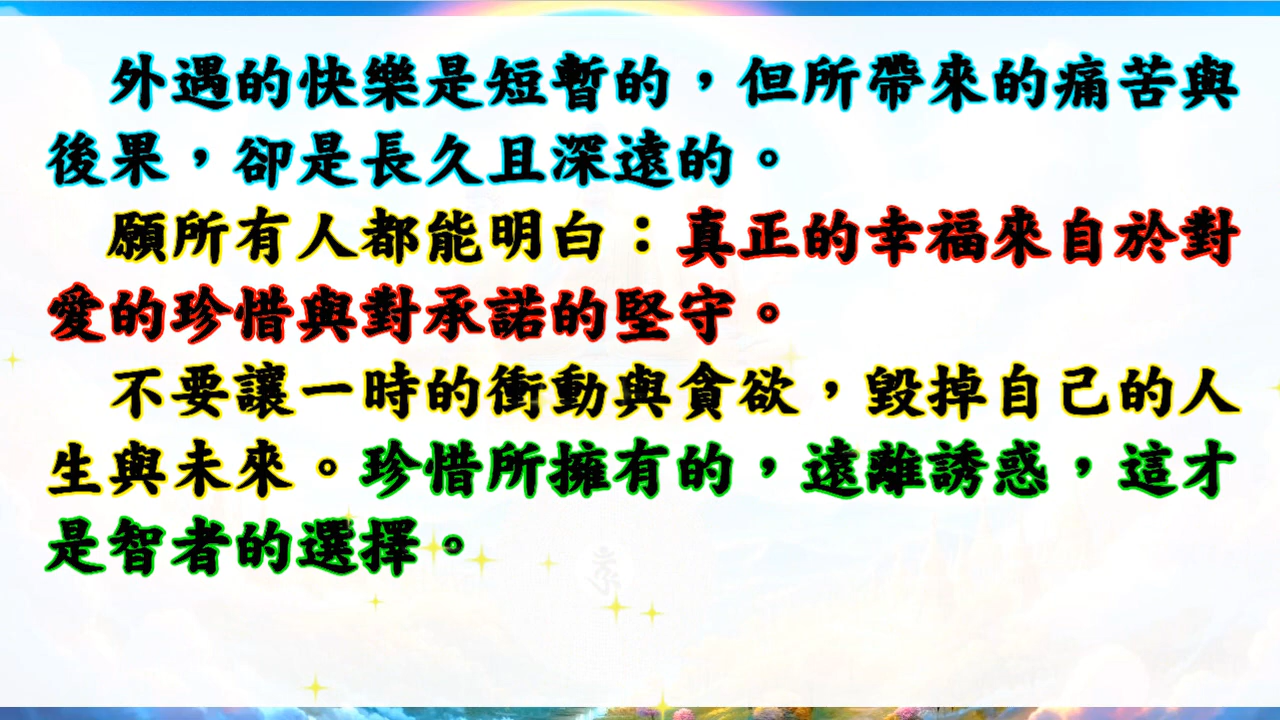 外遇的快樂是短暫的，但所帶來的痛苦與
後果，卻是長久且深遠的。
願所有人都能明白：真正的幸福來自於對
愛的珍惜與對承諾的堅守。
不要讓一時的衝動與貪欲，毀掉自己的人
生與未來。珍惜所擁有的，遠離誘惑，這才
是智者的選擇。